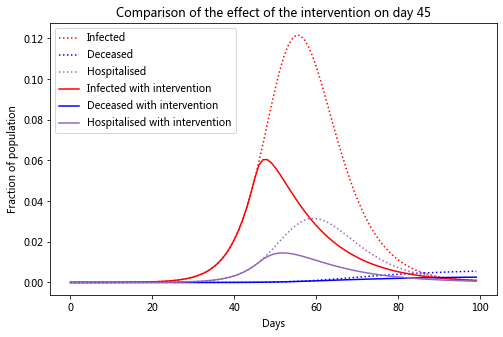 Comparison of the effect of the intervention on day 45
Infected
Deceased
Hospitalised
Infected with intervention
Deceased with intervention
Hospitalised with intervention
Fraction of population
0.12
0.10
0.08
0.06
0.04
0.02
0.00
0 20 40 60 80 100
Days